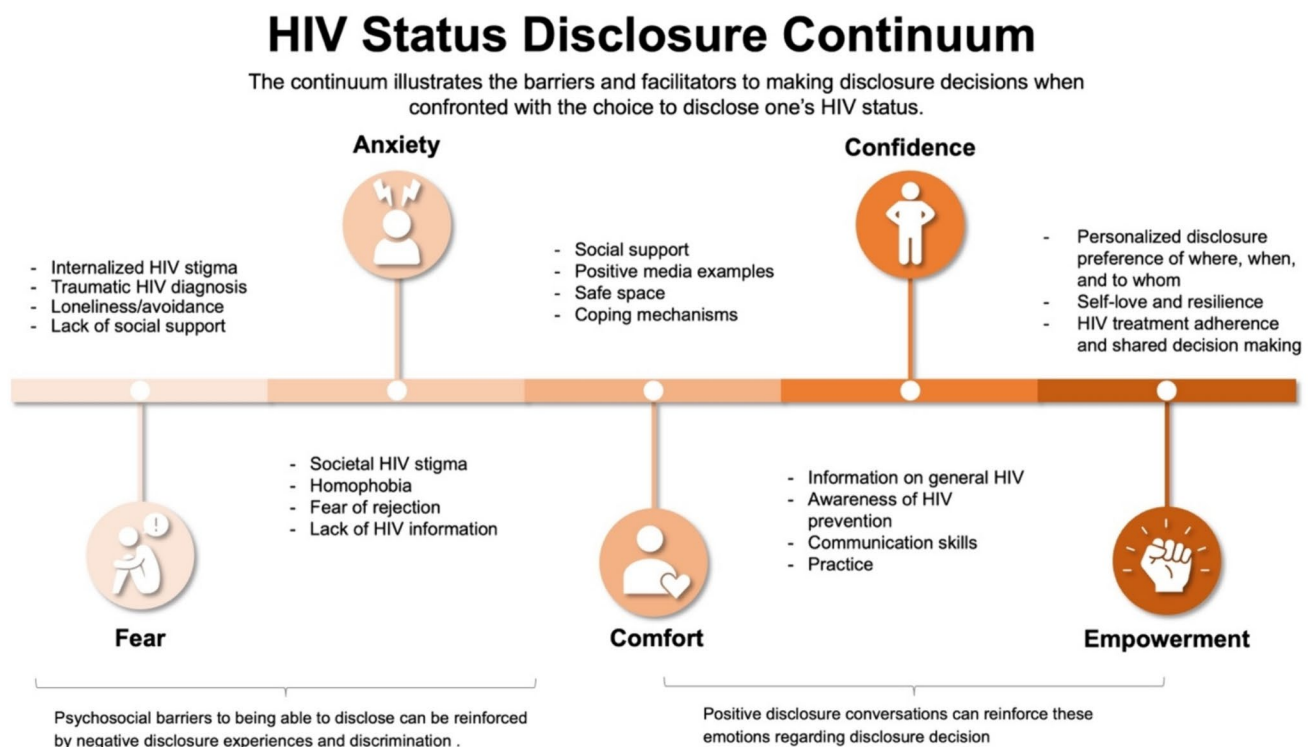 HIV Status Disclosure Continuum
The continuum illustrates the barriers and facilitators to making disclosure decisions when
confronted with the choice to disclose one's HIV status.
Anxiety
Confidence
- Internalized HIV stigma
- Traumatic HIV diagnosis
- Loneliness/avoidance
- Lack of social support
- Social support
- Positive media examples
- Safe space
- Coping mechanisms
- Personalized disclosure
preference of where, when,
and to whom
- Self-love and resilience
- HIV treatment adherence
and shared decision making
- Societal HIV stigma
- Homophobia
- Fear of rejection
- Lack of HIV information
- Information on general HIV
- Awareness of HIV
prevention
- Communication skills
- Practice
!
Fear
Comfort
Empowerment
Psychosocial barriers to being able to disclose can be reinforced
by negative disclosure experiences and discrimination .
Positive disclosure conversations can reinforce these
emotions regarding disclosure decision